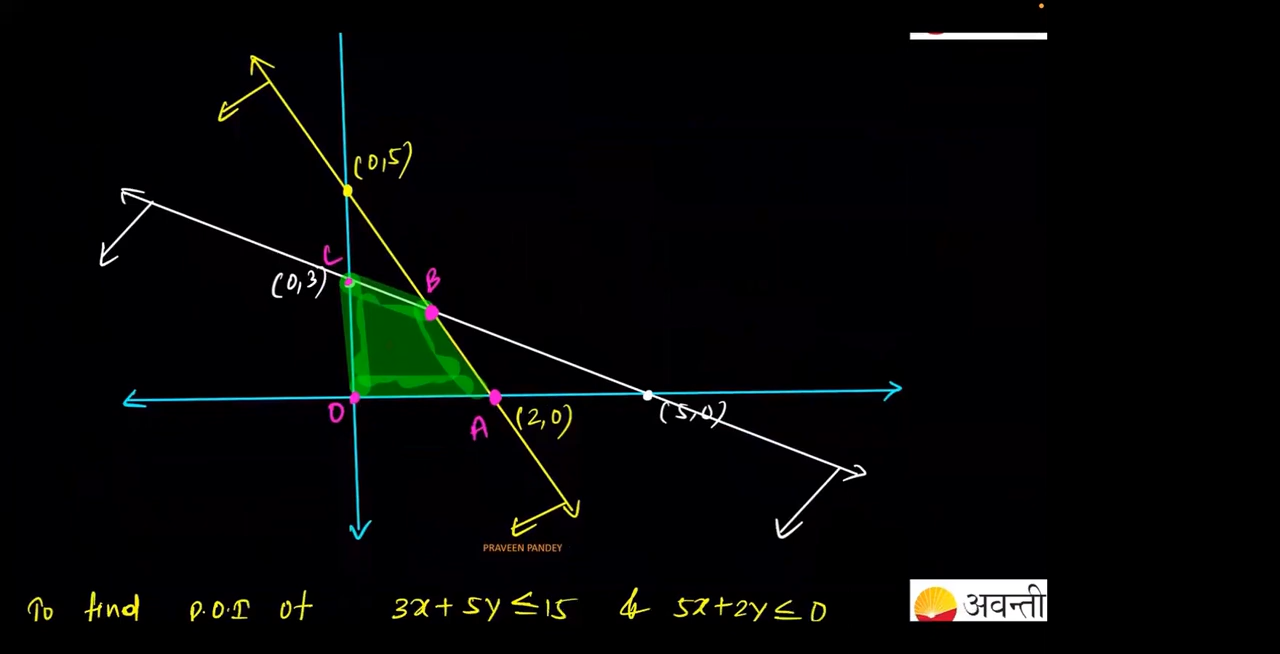 (0,5)
C
B
(0,3)
O
A
(2,0)
(5,0)
PRAVEEN PANDEY
To find P.O.I of 3x+5y≤15 & 5x+2y≤0
अवन्ती